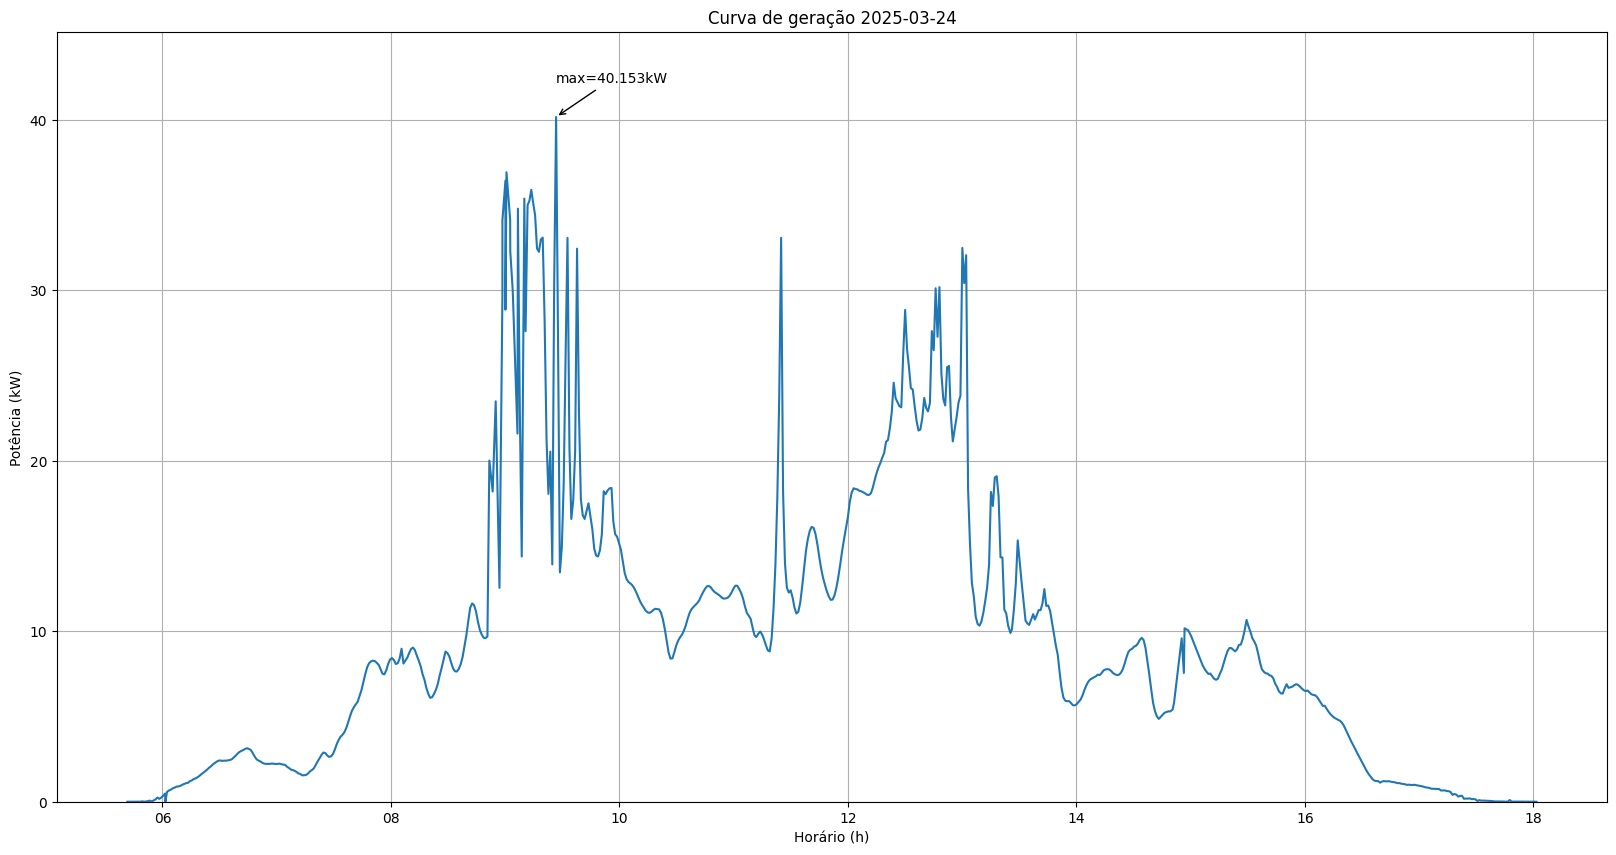 Curva de geração 2025-03-24
max=40.153kW
Potência (kW)
40
30
20
10
0
06 08 10 12 14 16 18
Horário (h)